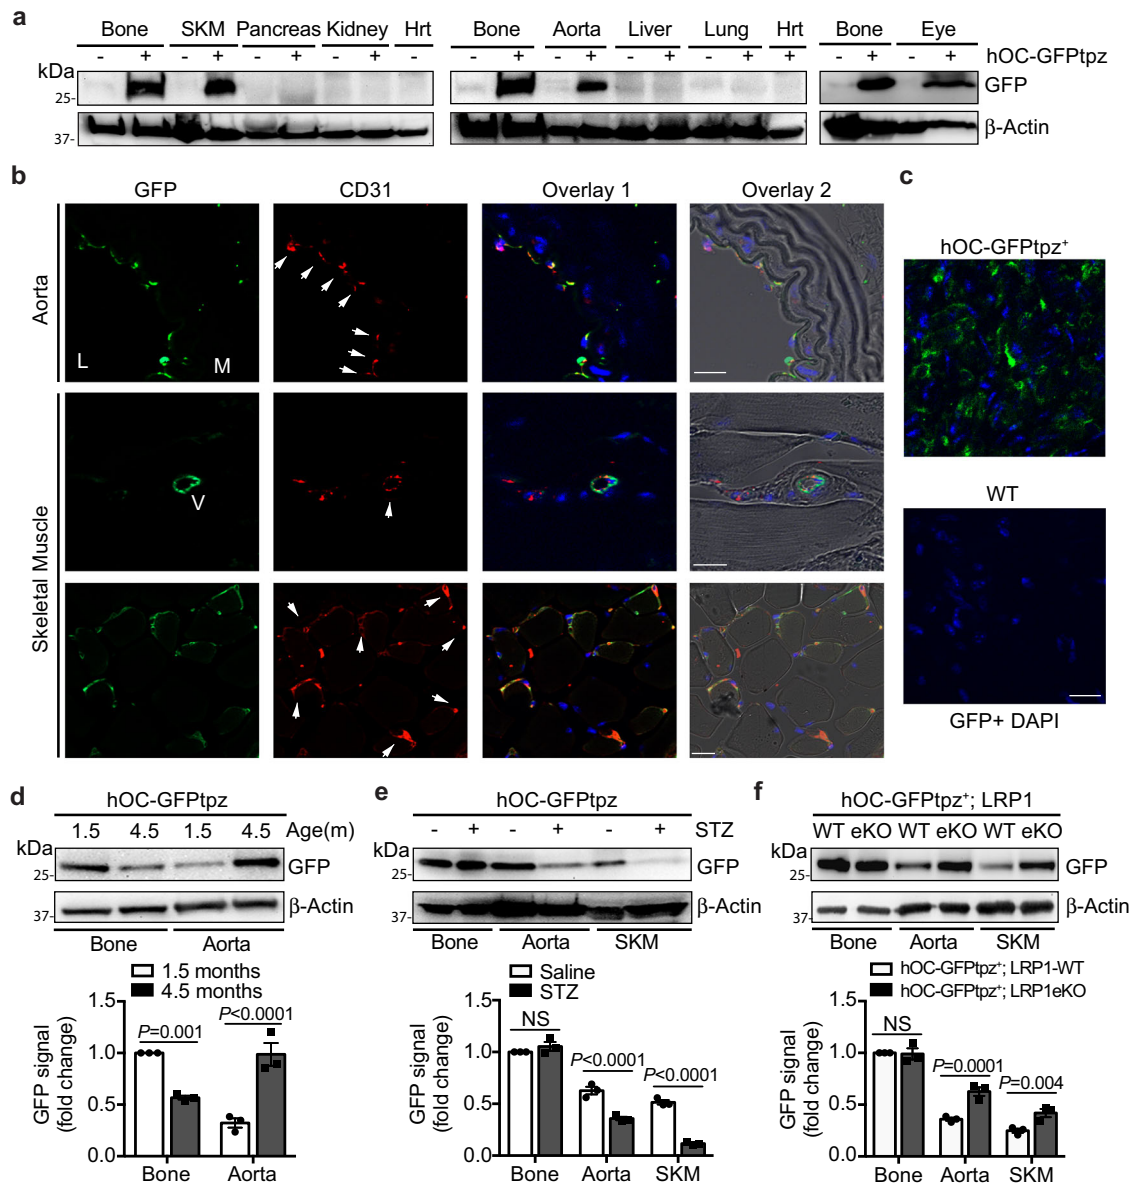 a
Bone SKM Pancreas Kidney Hrt Bone Aorta Liver Lung Hrt Bone Eye
- + - + - + - + - - + - + - + - + + - + - + hOC-GFPtpz
kDa
GFP
25-
β-Actin
37-
b
GFP CD31 Overlay 1 Overlay 2
c
Aorta
L M
Skeletal Muscle
V
hOC-GFPtpz⁺
WT
GFP+ DAPI
d
hOC-GFPtpz
1.5 4.5 1.5 4.5 Age(m)
kDa
GFP
25-
β-Actin
37-
Bone Aorta
1.5 months
4.5 months
GFP signal
(fold change)
1.5
1.0
0.5
0.0
P=0.001
P<0.0001
Bone Aorta
e
hOC-GFPtpz
- + - + - + STZ
kDa
GFP
25-
β-Actin
37-
Bone Aorta SKM
Saline
STZ
GFP signal
(fold change)
1.5
1.0
0.5
0.0
NS
P<0.0001
P<0.0001
Bone Aorta SKM
f
hOC-GFPtpz⁺; LRP1
WT eKO WT eKO WT eKO
kDa
GFP
25-
β-Actin
37-
Bone Aorta SKM
hOC-GFPtpz⁺; LRP1-WT
hOC-GFPtpz⁺; LRP1eKO
GFP signal
(fold change)
1.5
1.0
0.5
0.0
NS
P=0.0001
P=0.004
Bone Aorta SKM